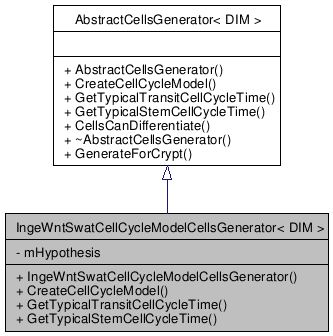 AbstractCellsGenerator< DIM >
+ AbstractCellsGenerator()
+ CreateCellCycleModel()
+ GetTypicalTransitCellCycleTime()
+ GetTypicalStemCellCycleTime()
+ CellsCanDifferentiate()
+ ~AbstractCellsGenerator()
+ GenerateForCrypt()
IngeWntSwatCellCycleModelCellsGenerator< DIM >
- mHypothesis
+ IngeWntSwatCellCycleModelCellsGenerator()
+ CreateCellCycleModel()
+ GetTypicalTransitCellCycleTime()
+ GetTypicalStemCellCycleTime()